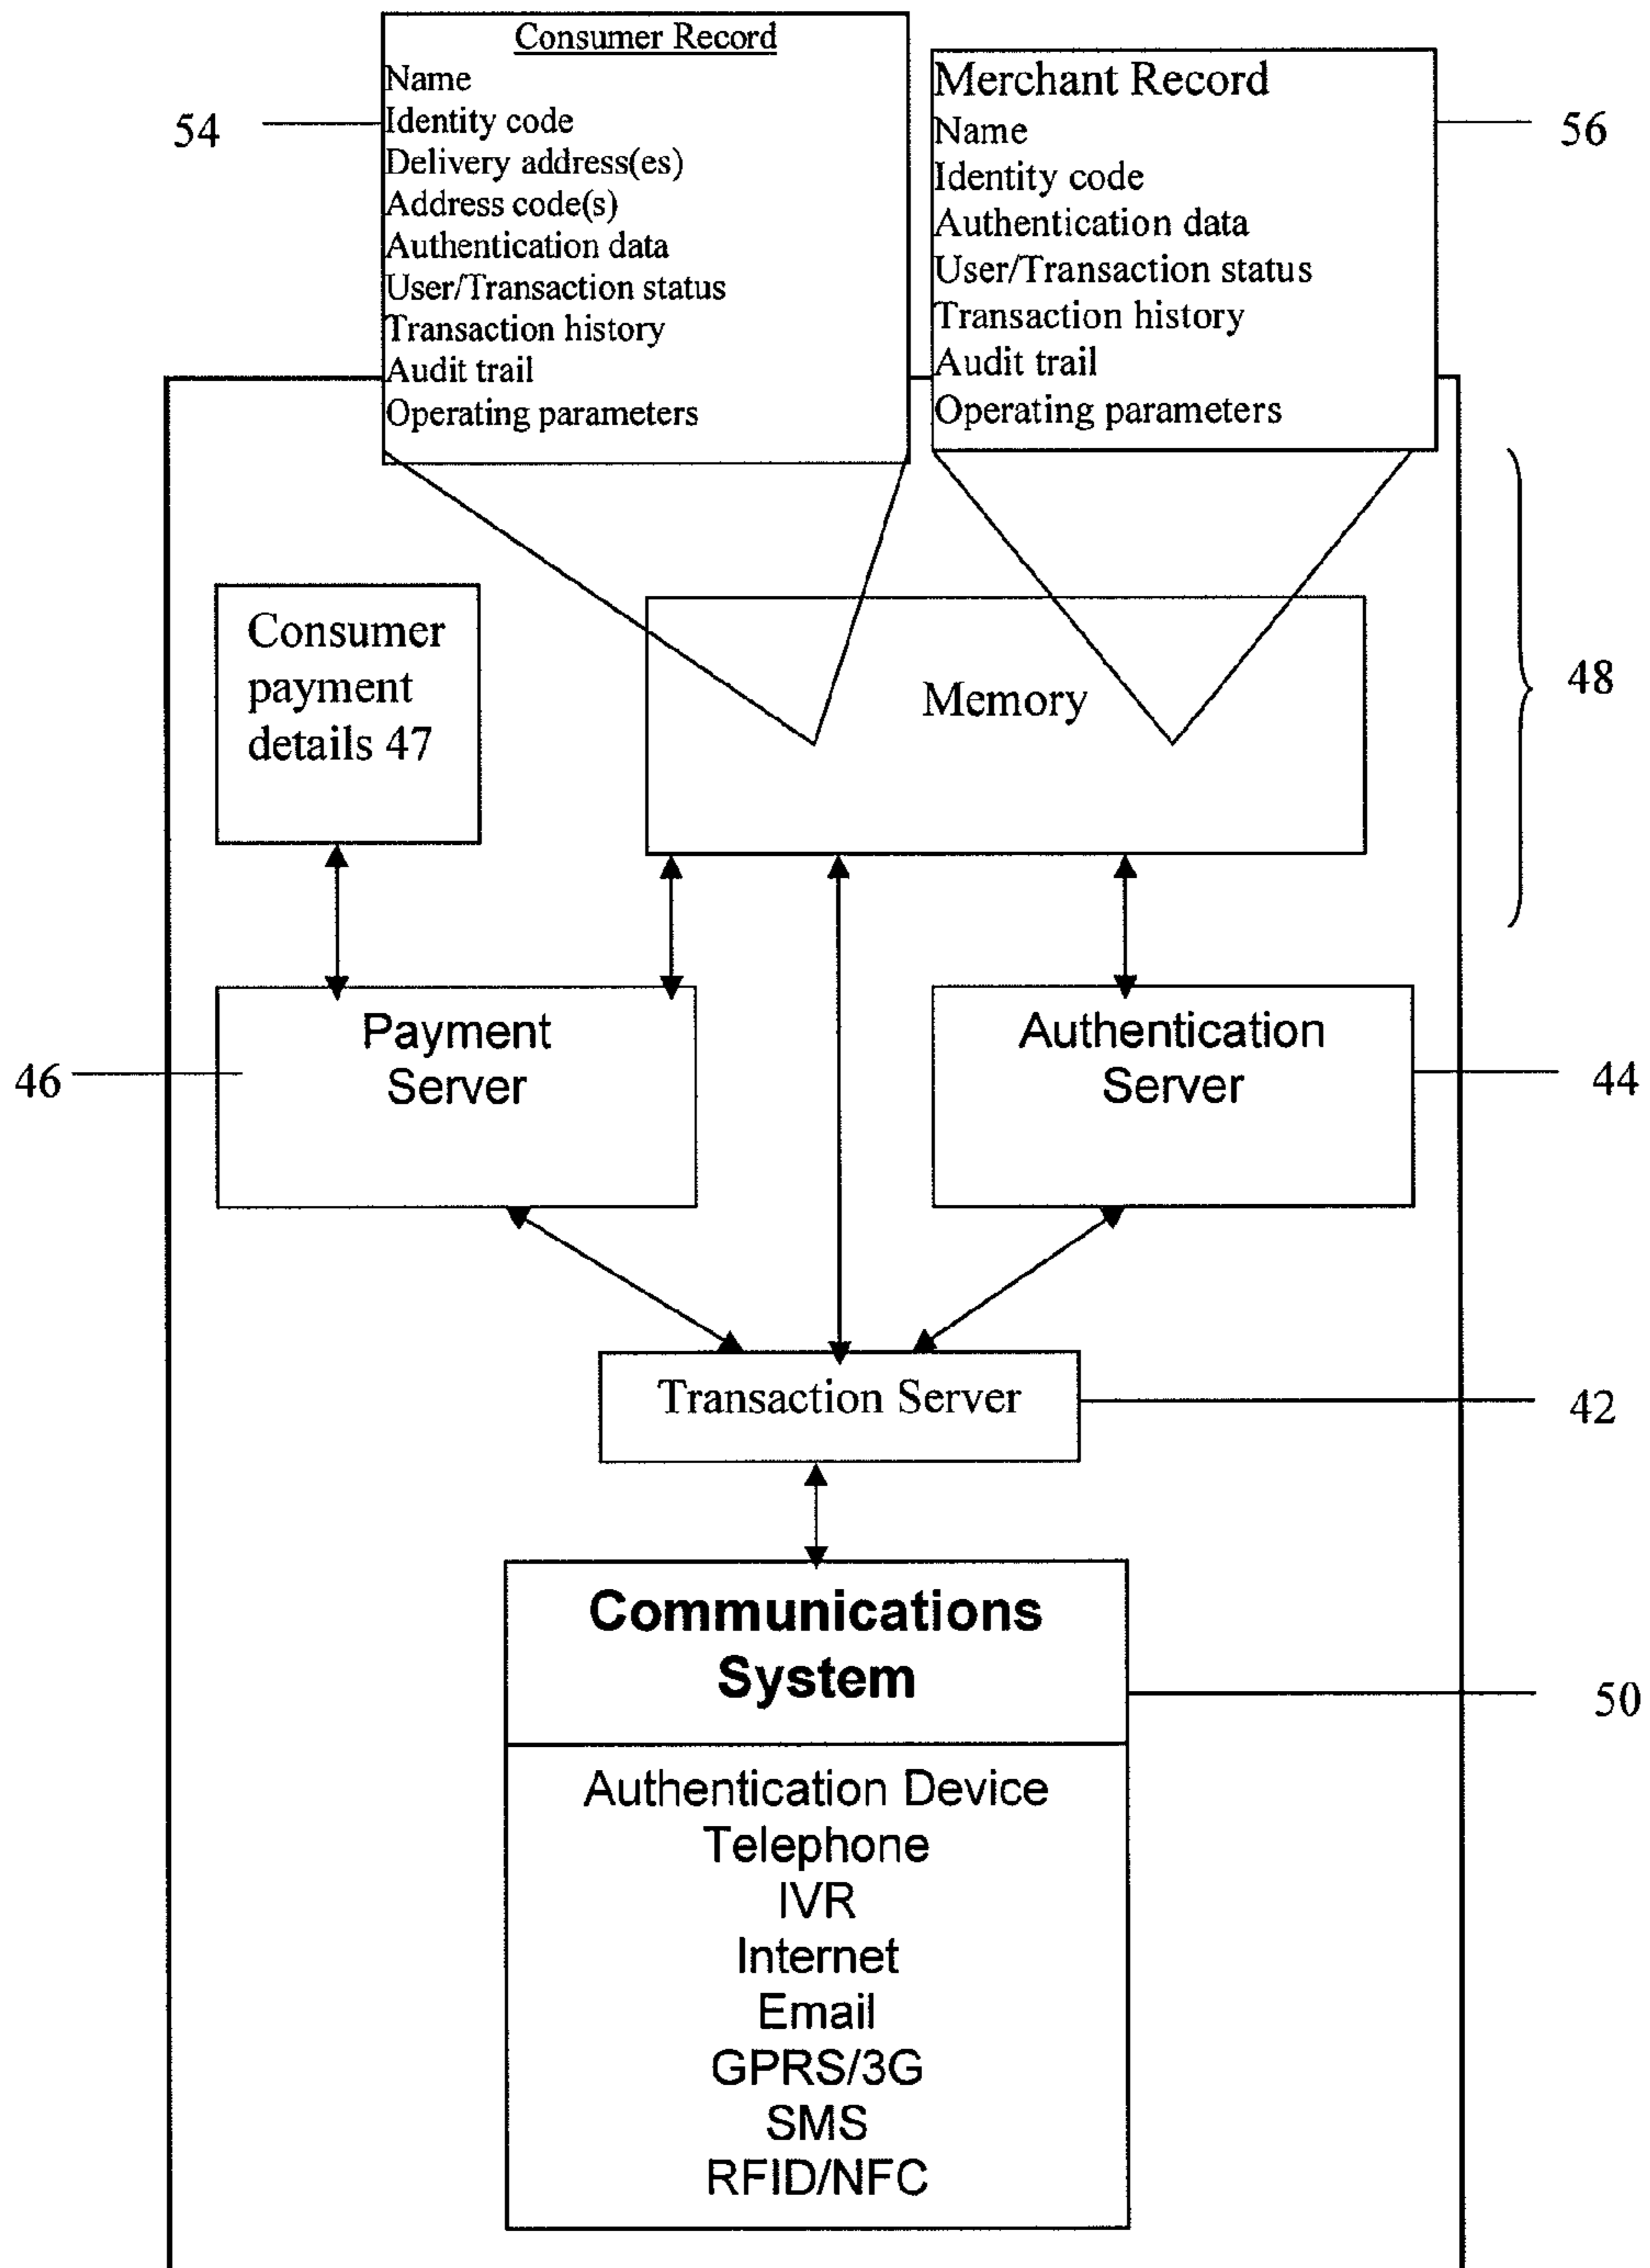 Consumer Record
Name
Identity code
Delivery address(es)
Address code(s)
Authentication data
User/Transaction status
Transaction history
Audit trail
Operating parameters
54
Merchant Record
Name
Identity code
Authentication data
User/Transaction status
Transaction history
Audit trail
Operating parameters
56
Consumer
payment
details 47
Memory
48
Payment
Server
46
Authentication
Server
44
Transaction Server
42
Communications
System
50
Authentication Device
Telephone
IVR
Internet
Email
GPRS/3G
SMS
RFID/NFC